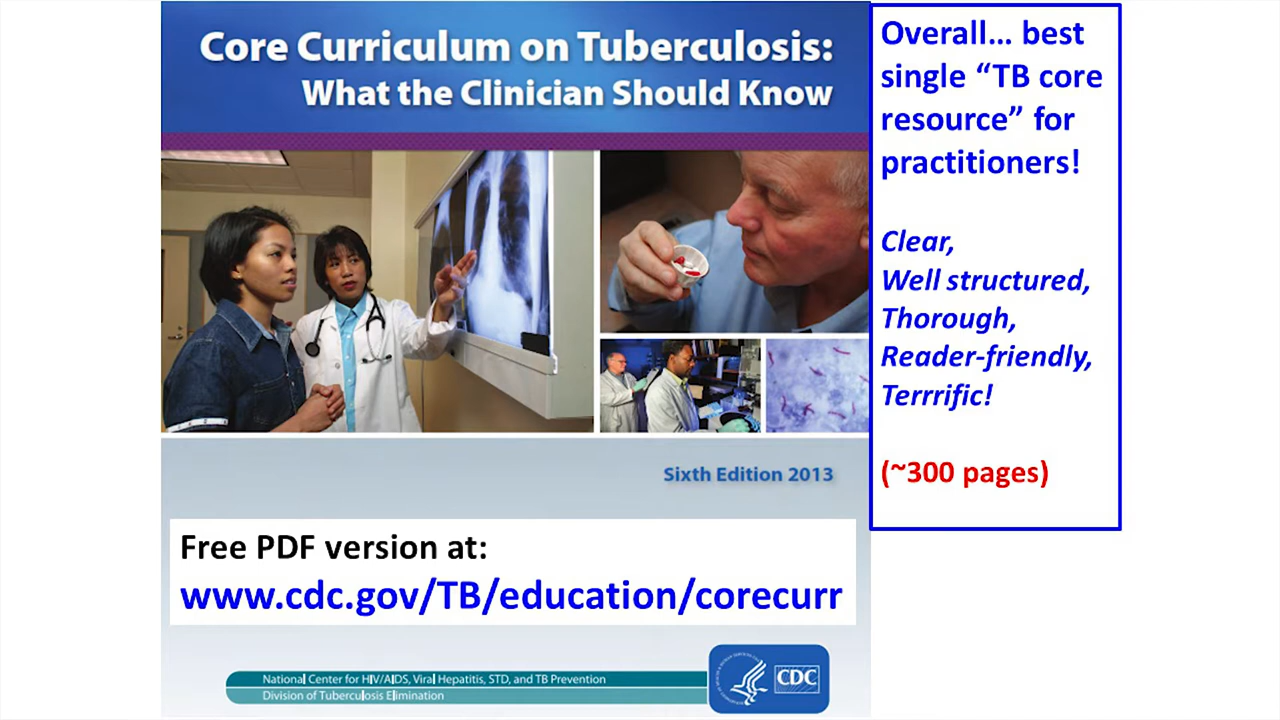 Core Curriculum on Tuberculosis:
What the Clinician Should Know
Overall... best
single “TB core
resource” for
practitioners!
Clear,
Well structured,
Thorough,
Reader-friendly,
Terrrific!
(~300 pages)
Sixth Edition 2013
Free PDF version at:
www.cdc.gov/TB/education/corecurr
National Center for HIV/AIDS, Viral Hepatitis, STD, and TB Prevention
Division of Tuberculosis Elimination
CDC